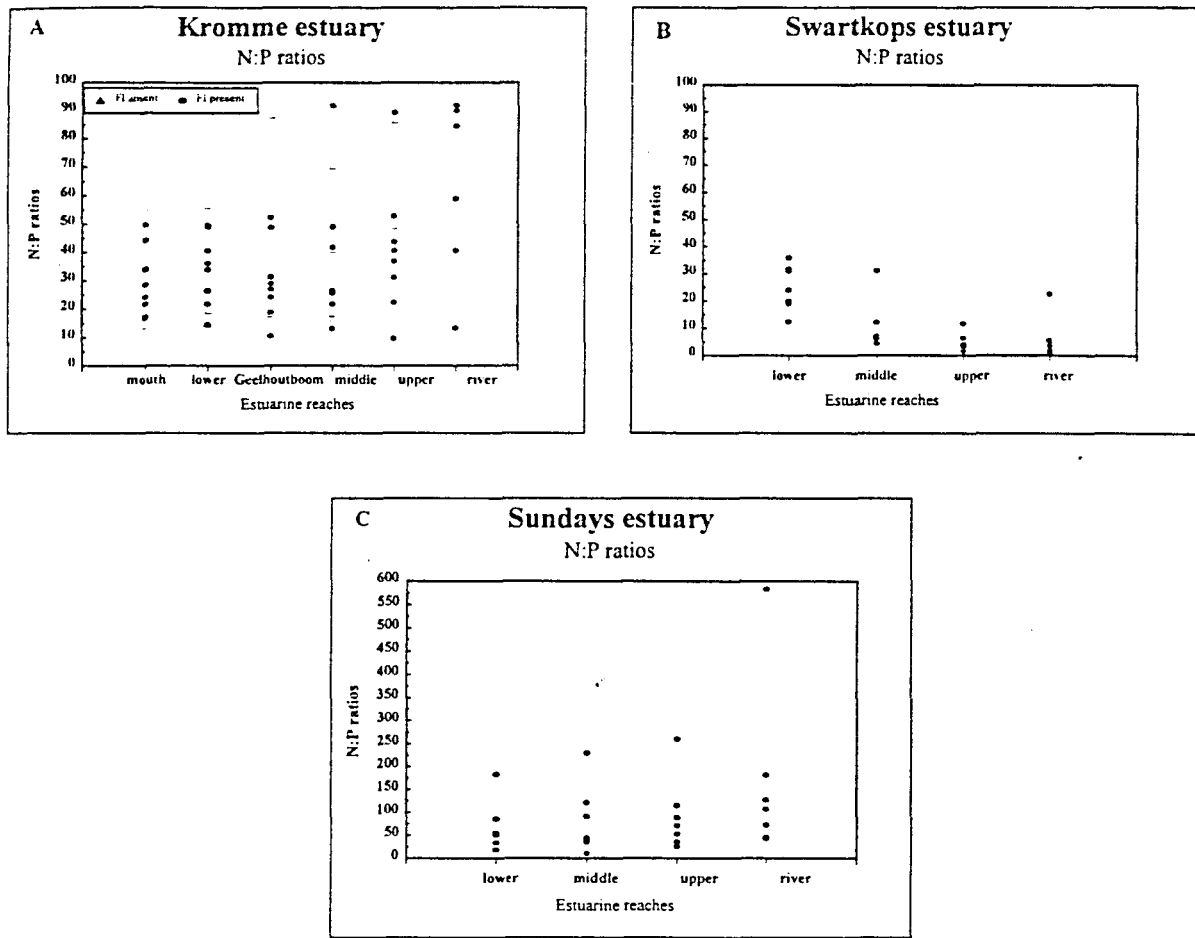 A
Kromme estuary
N:P ratios
100
90
80
70
60
50
40
30
20
10
0
FI present
N:P ratios
mouth lower Geelhoutboom middle upper river
Estuarine reaches
B
Swartkops estuary
N:P ratios
100
90
80
70
60
50
40
30
20
10
0
N:P ratios
lower middle upper river
Estuarine reaches
C
Sundays estuary
N:P ratios
600
550
500
450
400
350
300
250
200
150
100
50
0
N:P ratios
lower middle upper river
Estuarine reaches